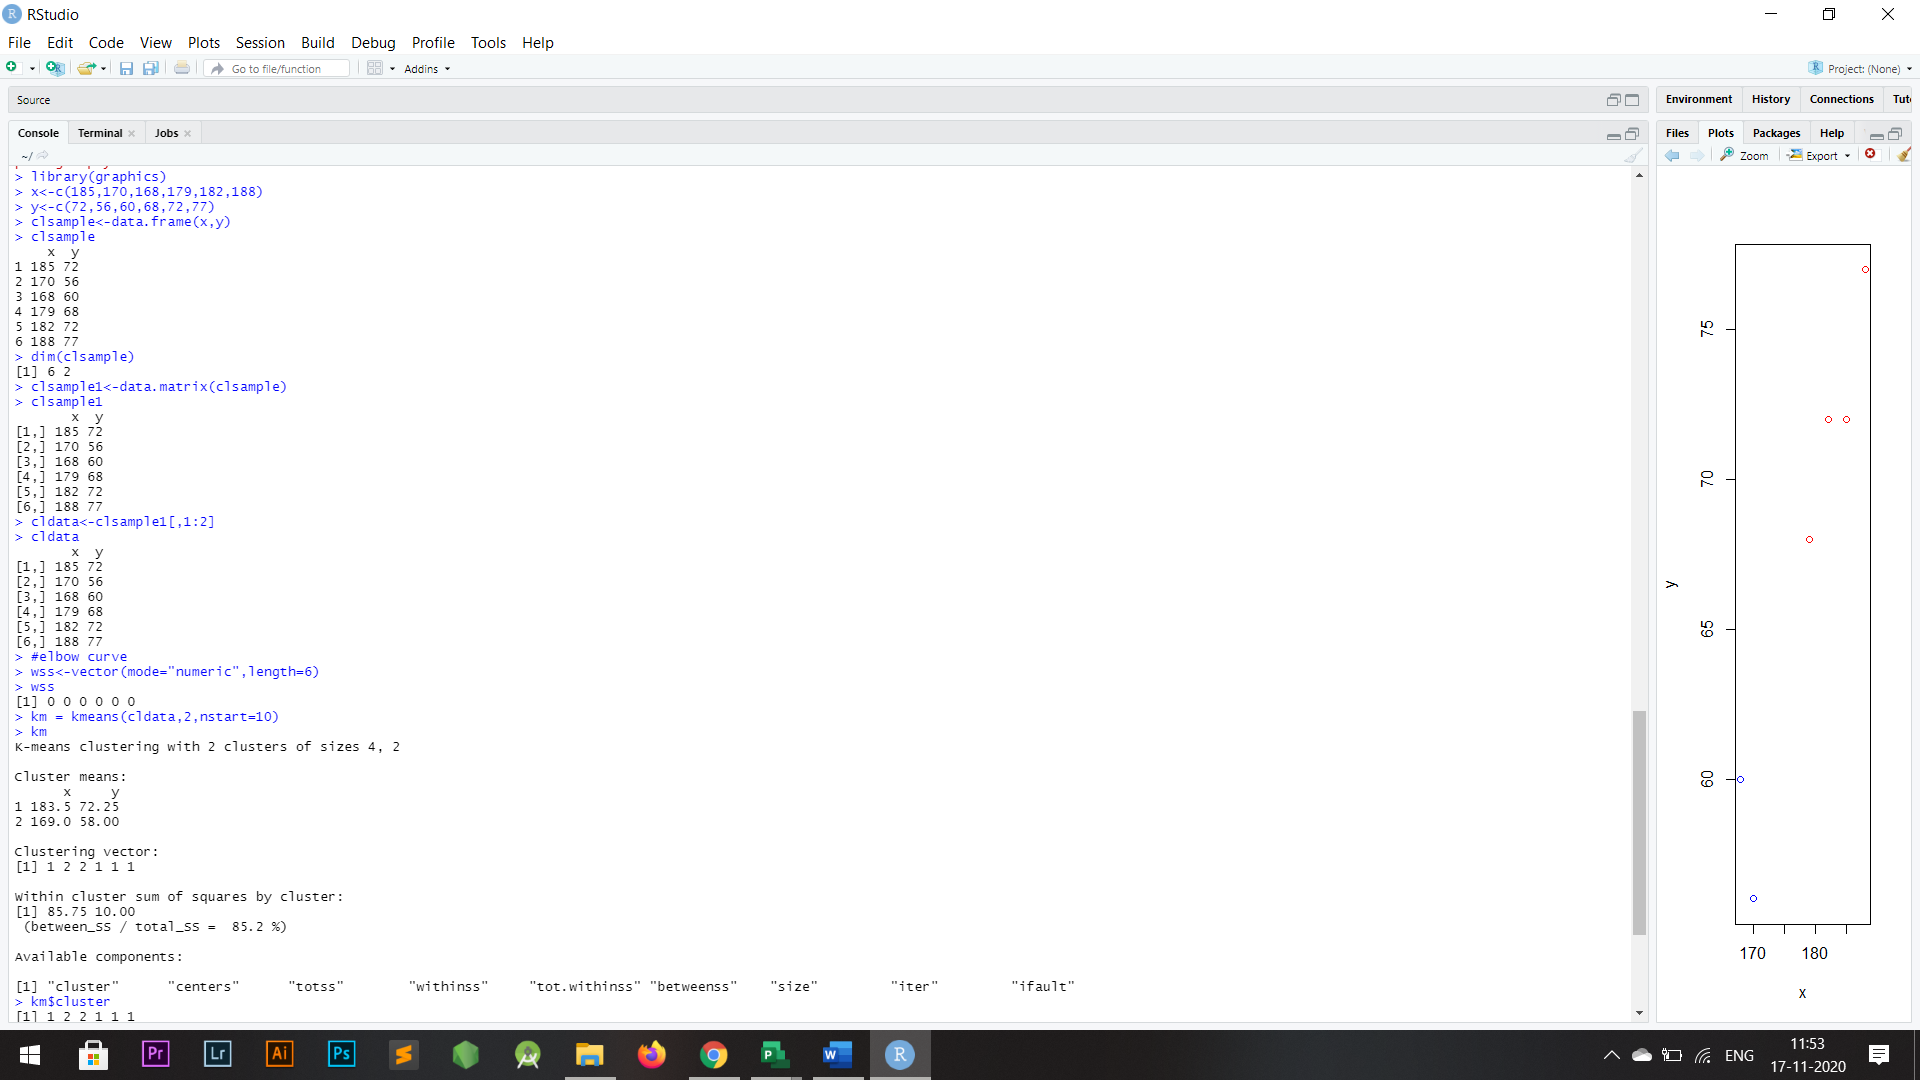 RStudio
File Edit Code View Plots Session Build Debug Profile Tools Help
Go to file/function Addins Project: (None)
Source
Environment History Connections Tut
Console Terminal Jobs
Files Plots Packages Help
~/
Zoom Export
> library(graphics)
> x<-c(185,170,168,179,182,188)
> y<-c(72,56,60,68,72,77)
> clsample<-data.frame(x,y)
> clsample
x y
1 185 72
2 170 56
3 168 60
4 179 68
5 182 72
6 188 77
> dim(clsample)
[1] 6 2
> clsample1<-data.matrix(clsample)
> clsample1
x y
[1,] 185 72
[2,] 170 56
[3,] 168 60
[4,] 179 68
[5,] 182 72
[6,] 188 77
> cldata<-clsample1[,1:2]
> cldata
x y
[1,] 185 72
[2,] 170 56
[3,] 168 60
[4,] 179 68
[5,] 182 72
[6,] 188 77
> #elbow curve
> wss<-vector(mode="numeric",length=6)
> wss
[1] 0 0 0 0 0 0
> km = kmeans(cldata,2,nstart=10)
> km
K-means clustering with 2 clusters of sizes 4, 2
Cluster means:
x y
1 183.5 72.25
2 169.0 58.00
Clustering vector:
[1] 1 2 2 1 1 1
Within cluster sum of squares by cluster:
[1] 85.75 10.00
(between_SS / total_SS = 85.2 %)
Available components:
[1] "cluster" "centers" "totss" "withinss" "tot.withinss" "betweenss" "size" "iter" "ifault"
> km$cluster
[1] 1 2 2 1 1 1
75
70
65
60
y
170 180
x
Pr Lr Ai Ps P W R
ENG
11:53
17-11-2020